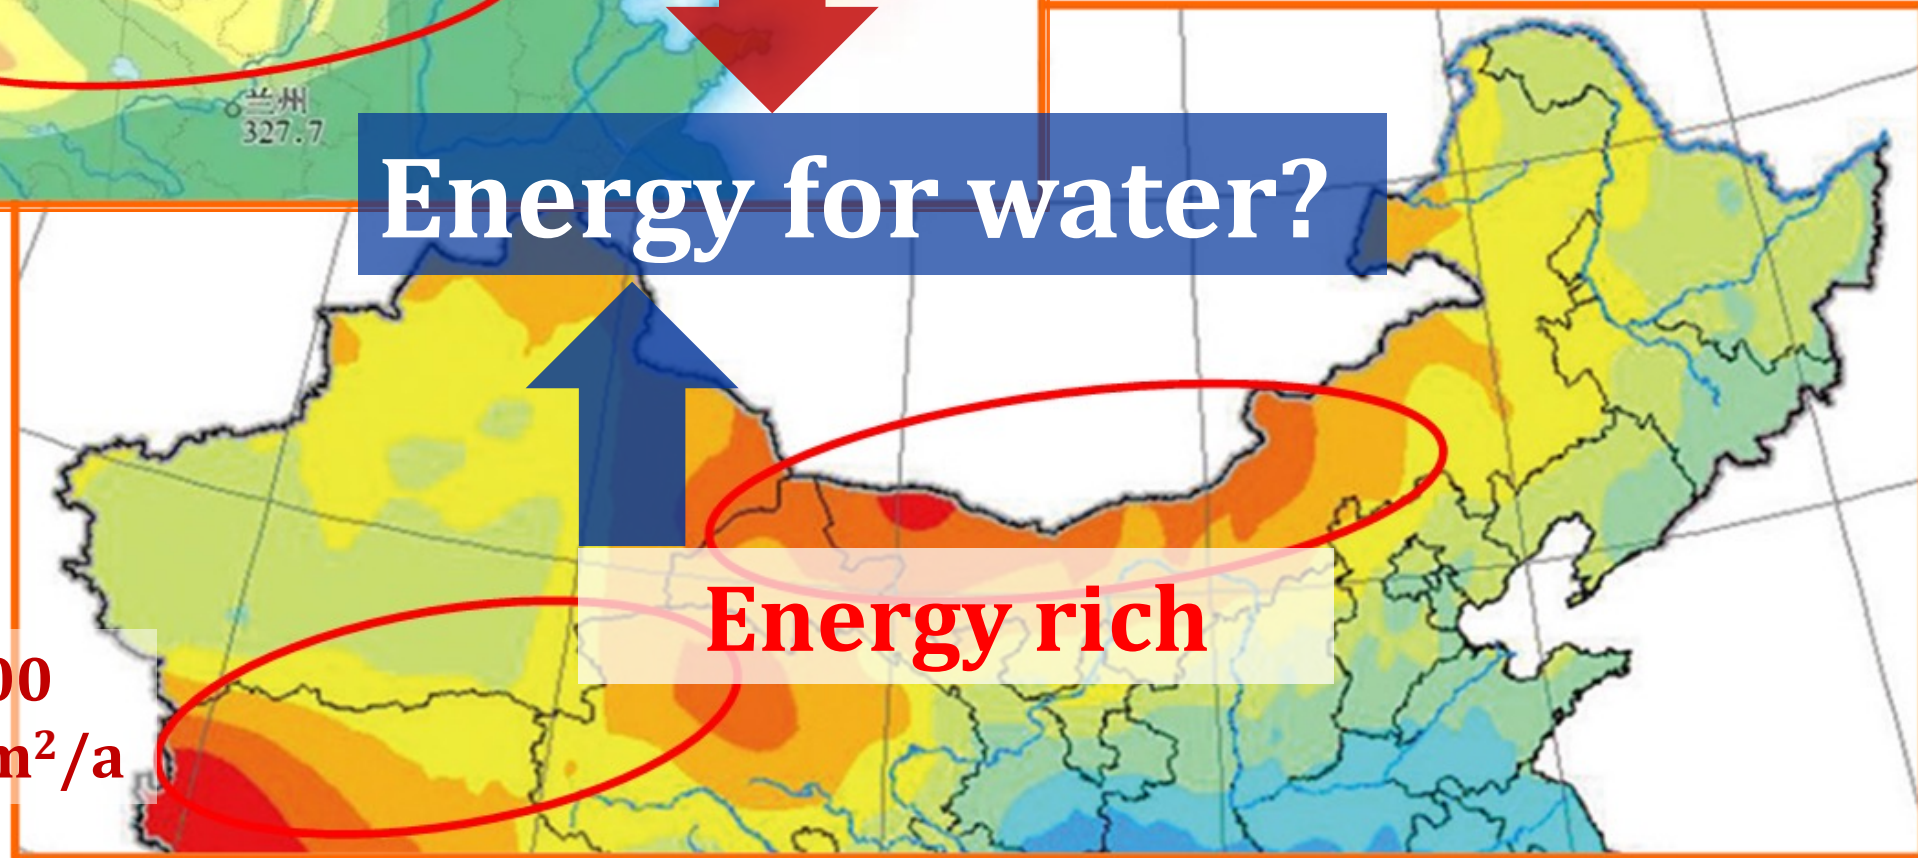 兰州
327.7
Energy for water?
Energy rich
00
m²/a